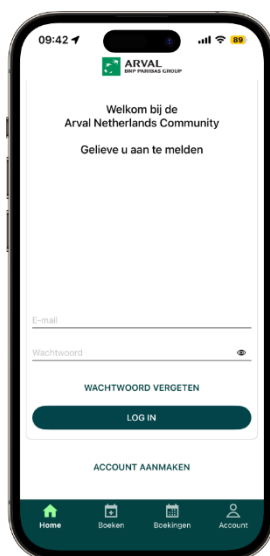 09:42
89
ARVAL
BNP PARIBAS GROUP
Welkom bij de
Arval Netherlands Community
Gelieve u aan te melden
E-mail
Wachtwoord
WACHTWOORD VERGETEN
LOG IN
ACCOUNT AANMAKEN
Home Boeken Boekingen Account